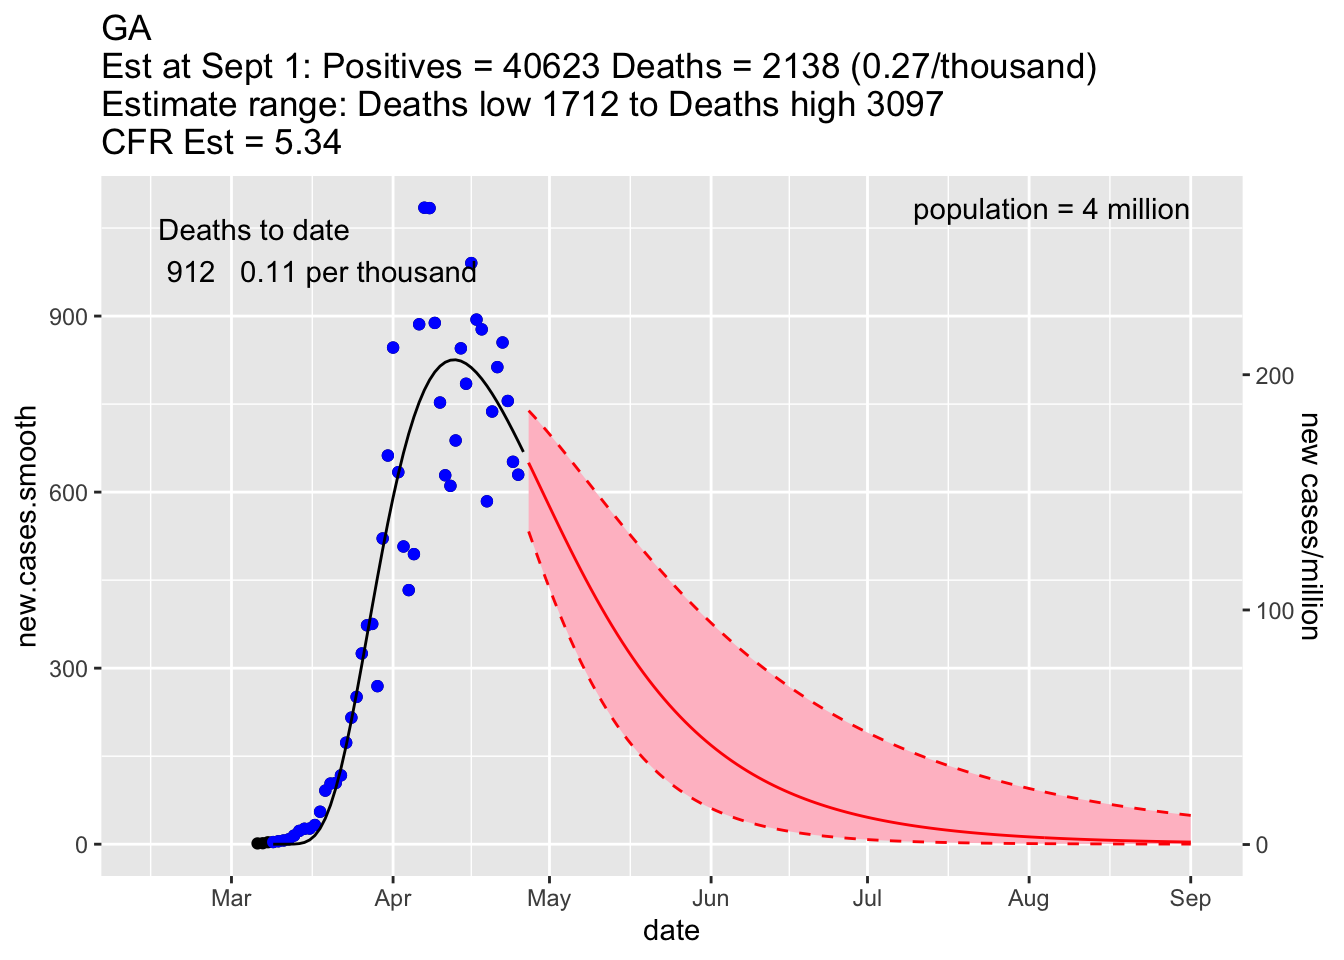 GA
Est at Sept 1: Positives = 40623 Deaths = 2138 (0.27/thousand)
Estimate range: Deaths low 1712 to Deaths high 3097
CFR Est = 5.34
population = 4 million
Deaths to date
912 0.11 per thousand
900
600
300
0
new.cases.smooth
200
100
0
new cases/million
Mar Apr May Jun Jul Aug Sep
date